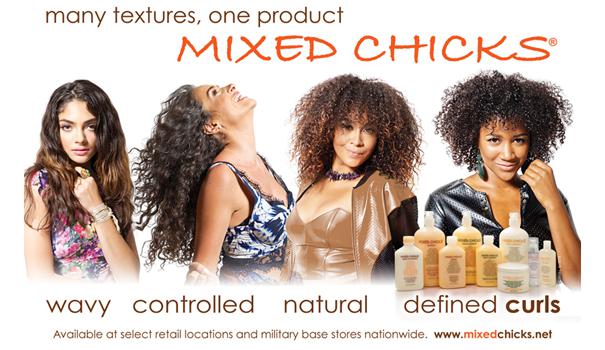 many textures, one product
MIXED CHICKS®
wavy controlled natural defined curls
Available at select retail locations and military base stores nationwide. www.mixedchicks.net